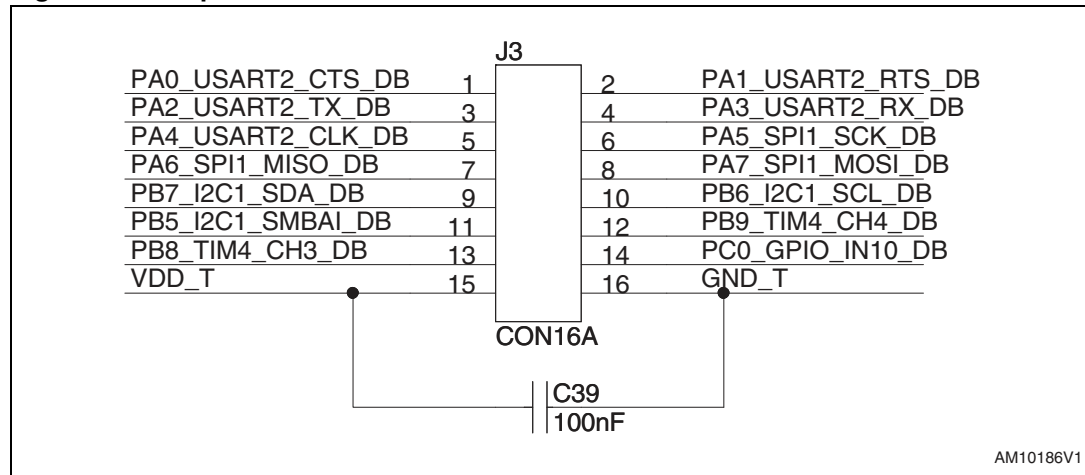 J3
PA0_USART2_CTS_DB 1 2 PA1_USART2_RTS_DB
PA2_USART2_TX_DB 3 4 PA3_USART2_RX_DB
PA4_USART2_CLK_DB 5 6 PA5_SPI1_SCK_DB
PA6_SPI1_MISO_DB 7 8 PA7_SPI1_MOSI_DB
PB7_I2C1_SDA_DB 9 10 PB6_I2C1_SCL_DB
PB5_I2C1_SMBAI_DB 11 12 PB9_TIM4_CH4_DB
PB8_TIM4_CH3_DB 13 14 PC0_GPIO_IN10_DB
VDD_T 15 16 GND_T
CON16A
C39
100nF
AM10186V1